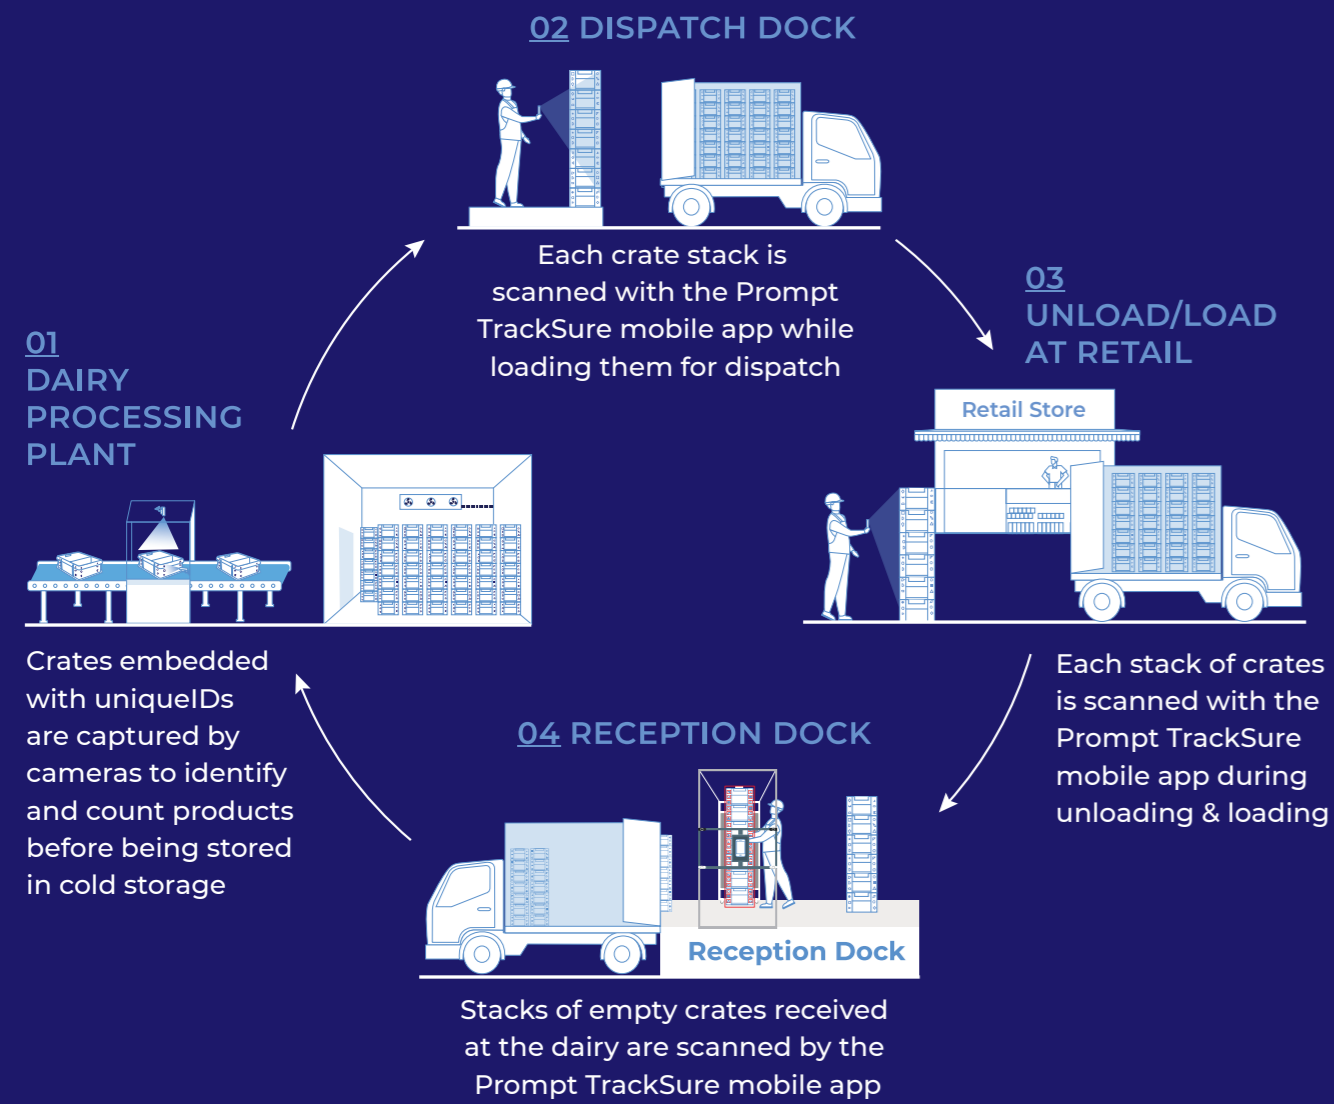 02 DISPATCH DOCK
Each crate stack is
scanned with the Prompt
TrackSure mobile app while
loading them for dispatch
03
UNLOAD/LOAD
AT RETAIL
Retail Store
Each stack of crates
is scanned with the
Prompt TrackSure
mobile app during
unloading & loading
04 RECEPTION DOCK
Reception Dock
Stacks of empty crates received
at the dairy are scanned by the
Prompt TrackSure mobile app
01
DAIRY
PROCESSING
PLANT
Crates embedded
with uniqueIDs
are captured by
cameras to identify
and count products
before being stored
in cold storage